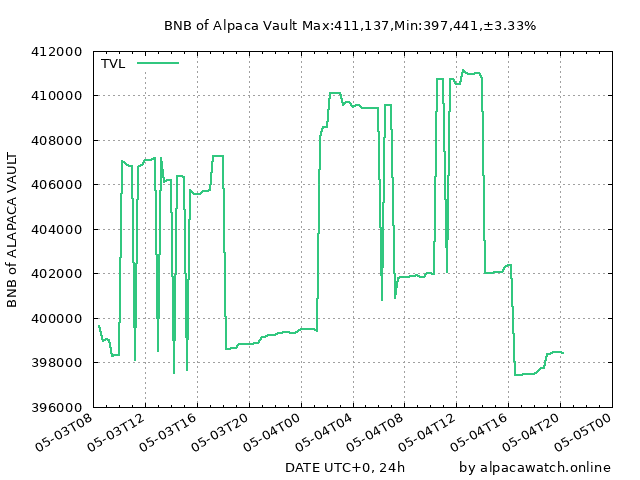 BNB of Alpaca Vault Max:411,137,Min:397,441,±3.33%
TVL
BNB of ALAPACA VAULT
412000
410000
408000
406000
404000
402000
400000
398000
396000
05-03T08
05-03T12
05-03T16
05-03T20
05-04T00
05-04T04
05-04T08
05-04T12
05-04T16
05-04T20
05-05T00
DATE UTC+0, 24h
by alpacawatch.online